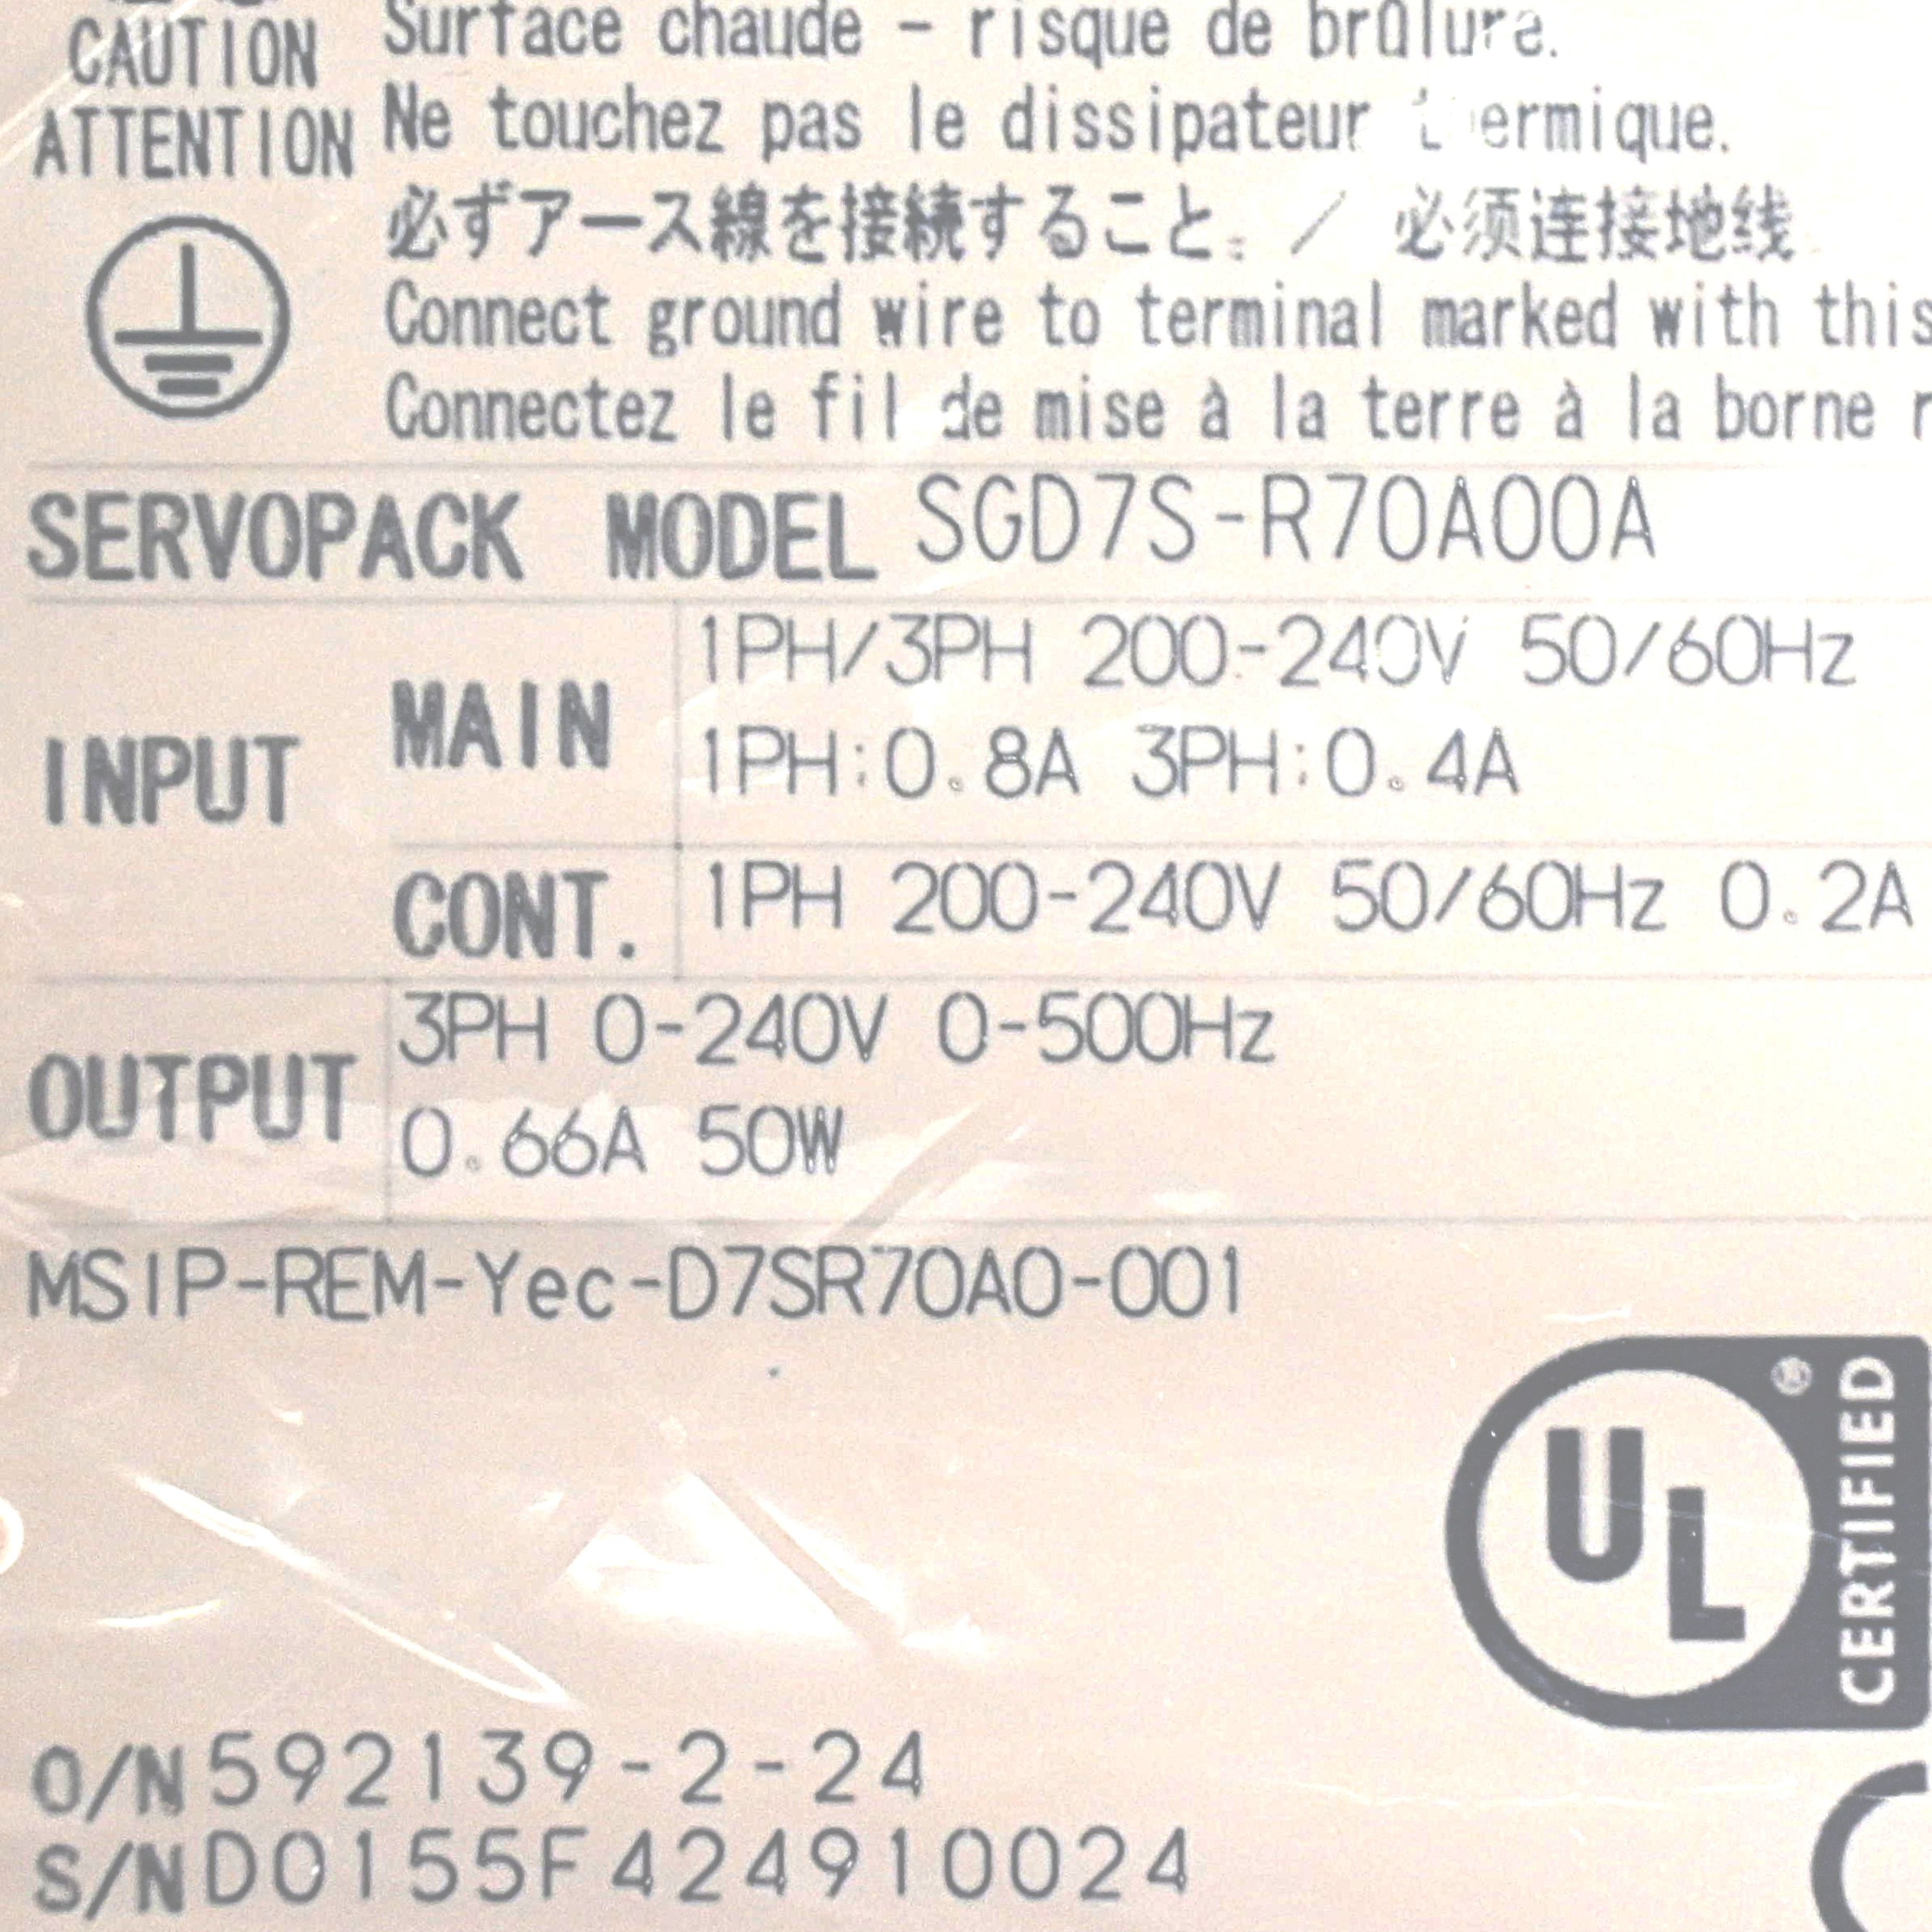 CAUTION
ATTENTION
Surface chaude - risque de brûlure.
Ne touchez pas le dissipateur thermique.
必ずアース線を接続すること。 / 必须连接地线
Connect ground wire to terminal marked with this
Connectez le fil de mise à la terre à la borne
SERVOPACK MODEL SGD7S-R70A00A
INPUT
MAIN
1PH/3PH 200-240V 50/60Hz
1PH:0.8A 3PH:0.4A
CONT. 1PH 200-240V 50/60Hz 0.2A
OUTPUT
3PH 0-240V 0-500Hz
0.66A 50W
MSIP-REM-Yec-D7SR70A0-001
UL ® CERTIFIED
O/N 592139-2-24
S/N D0155F424910024